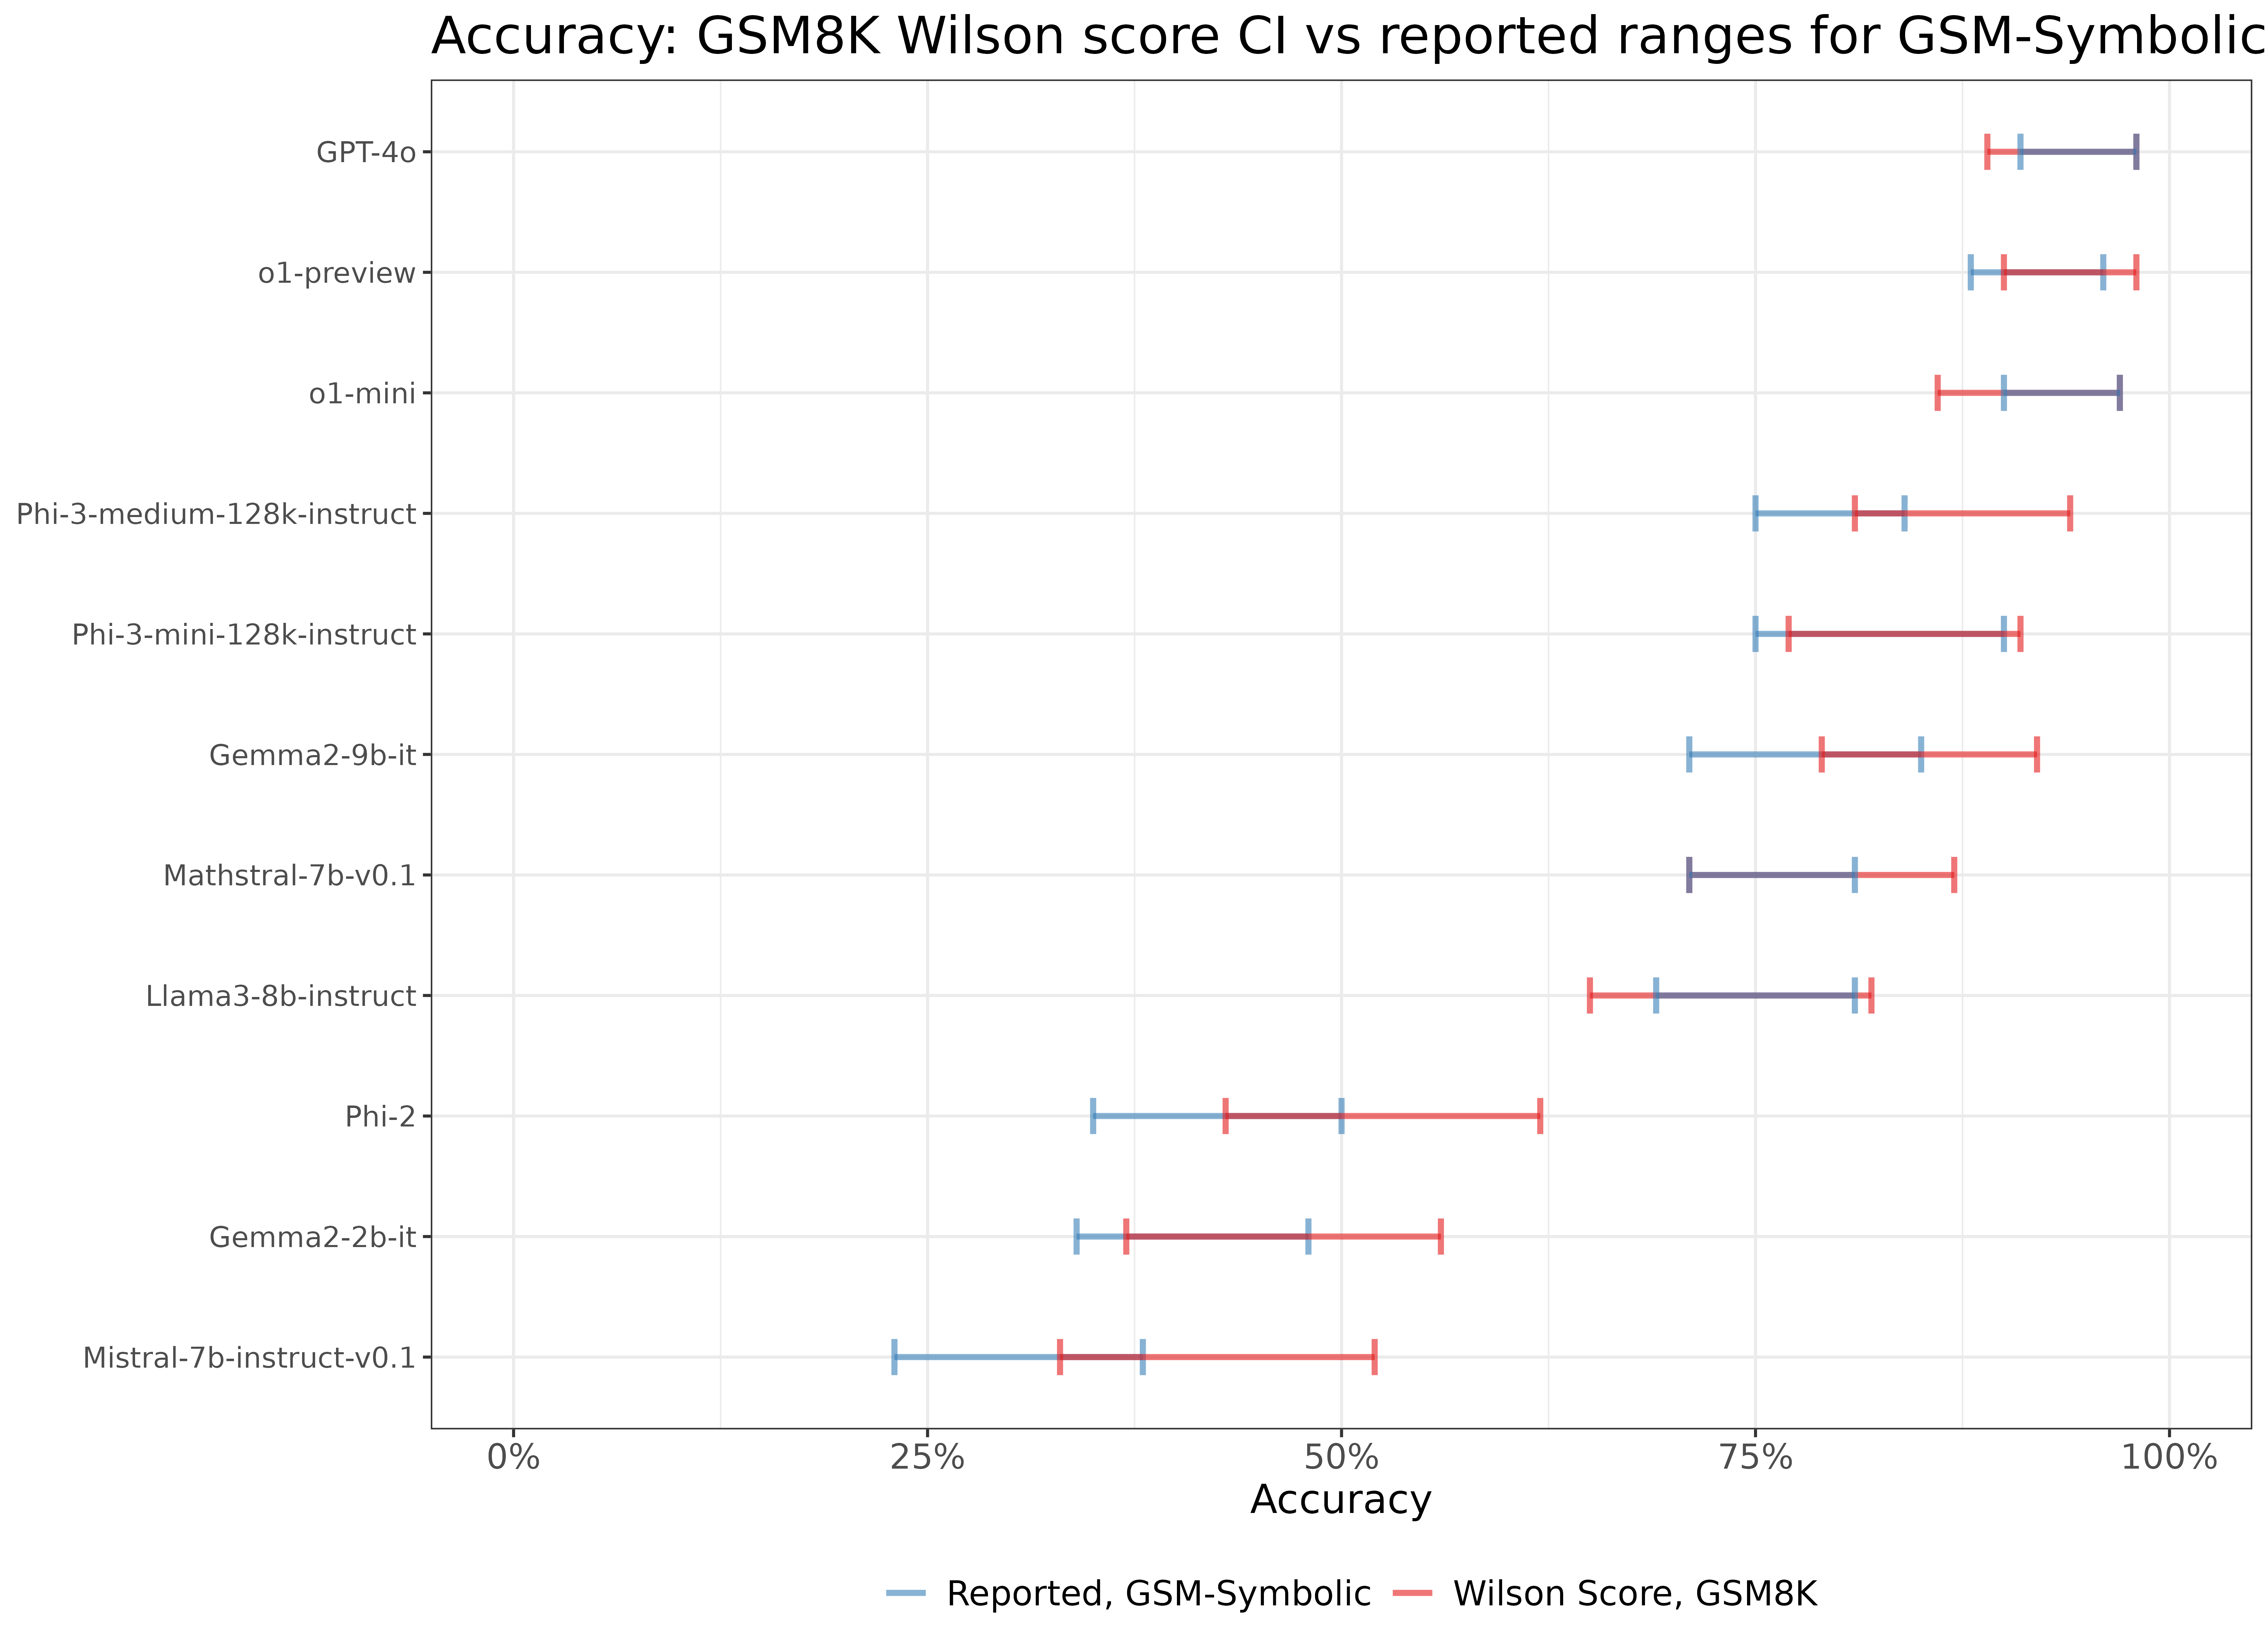 Accuracy: GSM8K Wilson score CI vs reported ranges for GSM-Symbolic
GPT-4o
o1-preview
o1-mini
Phi-3-medium-128k-instruct
Phi-3-mini-128k-instruct
Gemma2-9b-it
Mathstral-7b-v0.1
Llama3-8b-instruct
Phi-2
Gemma2-2b-it
Mistral-7b-instruct-v0.1
0% 25% 50% 75% 100%
Accuracy
Reported, GSM-Symbolic Wilson Score, GSM8K